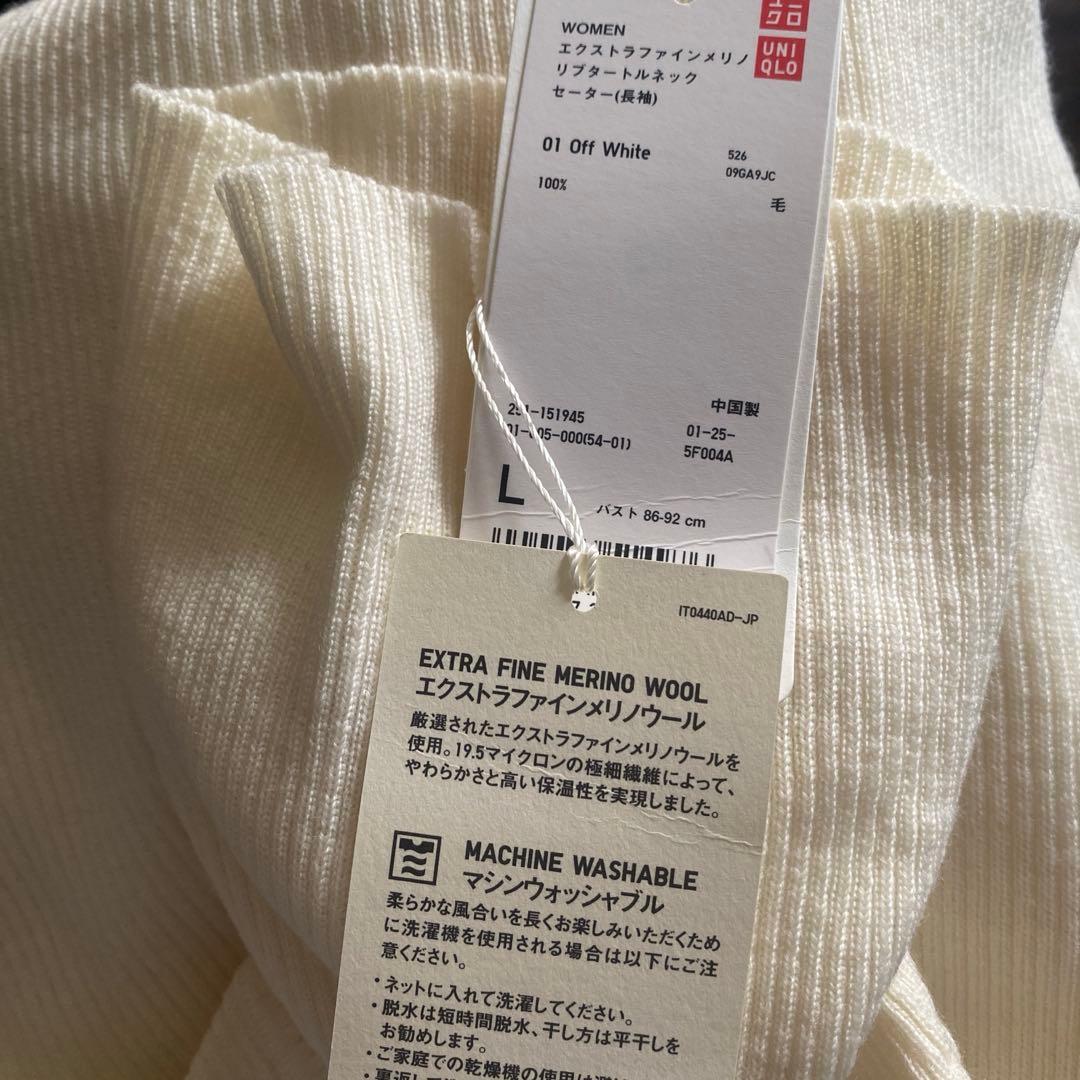 WOMEN
エクストラファインメリノ
リブタートルネック
セーター(長袖)
UNI
QLO
01 Off White
526
09GA9JC
100%
毛
中国製
-151945
01-25-
5F004A
-000(54-01)
L
バスト 86-92 cm
IT0440AD-JP
EXTRA FINE MERINO WOOL
エクストラファインメリノウール
厳選されたエクストラファインメリノウールを
使用。19.5マイクロンの極細繊維によって、
やわらかさと高い保温性を実現しました。
MACHINE WASHABLE
マシンウォッシャブル
柔らかな風合いを長くお楽しみいただくため
に洗濯機を使用される場合は以下にご注
意ください。
・ネットに入れて洗濯してください。
・脱水は短時間脱水、干し方は平干しを
お勧めします。
・ご家庭での乾燥機の使用は